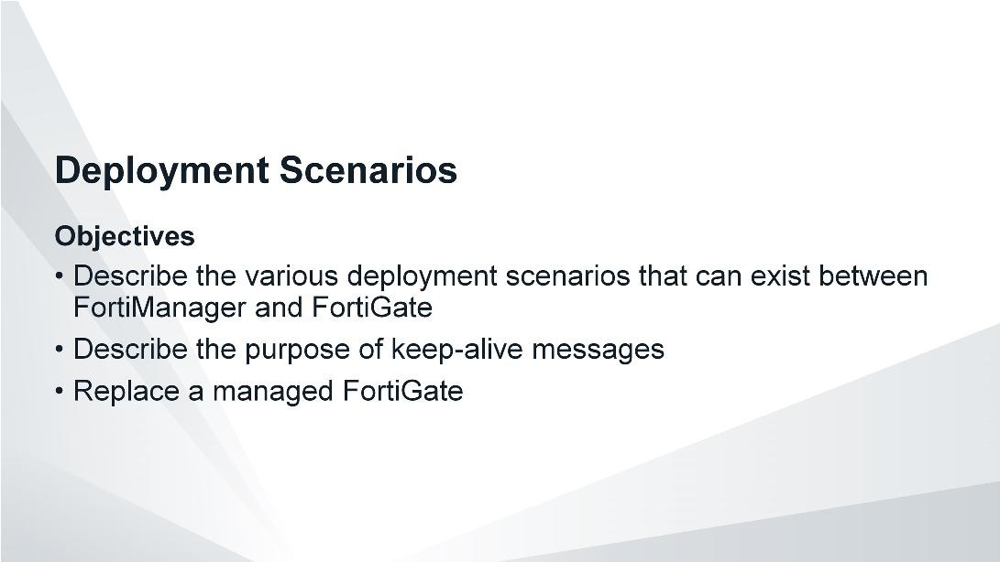 Deployment Scenarios
Objectives
• Describe the various deployment scenarios that can exist between
FortiManager and FortiGate
• Describe the purpose of keep-alive messages
• Replace a managed FortiGate